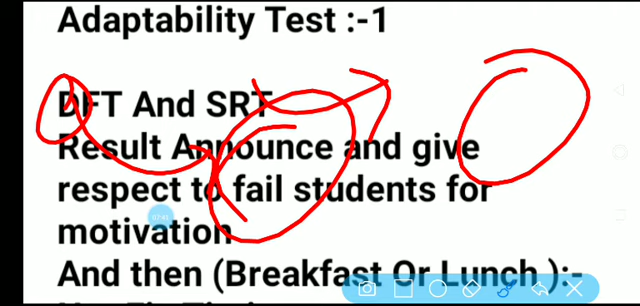 Adaptability Test :-1
DFT And SRT
Result Announce and give
respect to fail students for
motivation
And then (Breakfast Or Lunch ):-